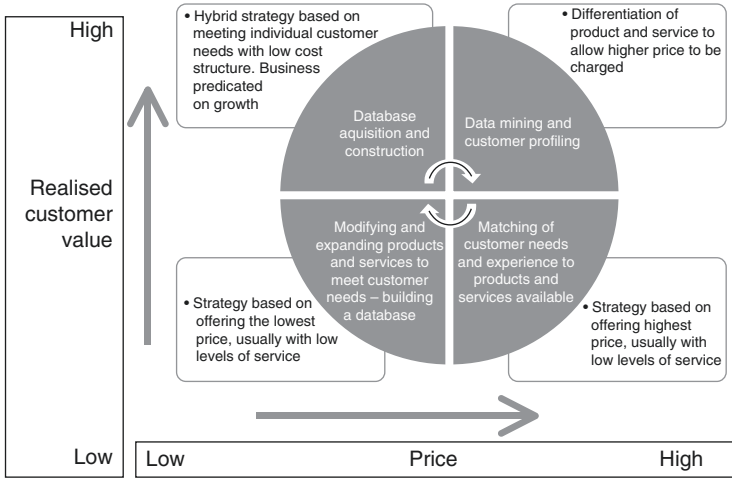 High
Realised
customer
value
Low
• Hybrid strategy based on
meeting individual customer
needs with low cost
structure. Business
predicated
on growth
• Differentiation of
product and service to
allow higher price to be
charged
Database
aquisition and
construction
Data mining and
customer profiling
Modifying and
expanding products
and services to
meet customer
needs – building
a database
Matching of
customer needs
and experience to
products and
services available
• Strategy based on
offering the lowest
price, usually with low
levels of service
• Strategy based on
offering highest
price, usually with
low levels of service
Low
Price
High